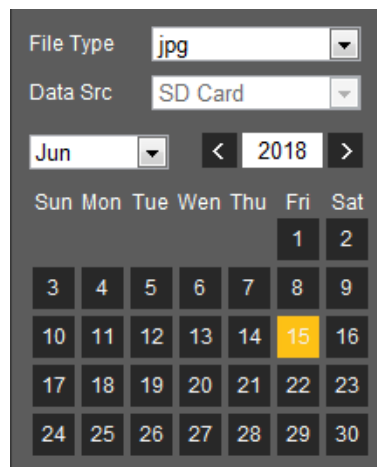 File Type jpg
Data Src SD Card
Jun < 2018 >
Sun Mon Tue Wen Thu Fri Sat
1 2
3 4 5 6 7 8 9
10 11 12 13 14 15 16
17 18 19 20 21 22 23
24 25 26 27 28 29 30